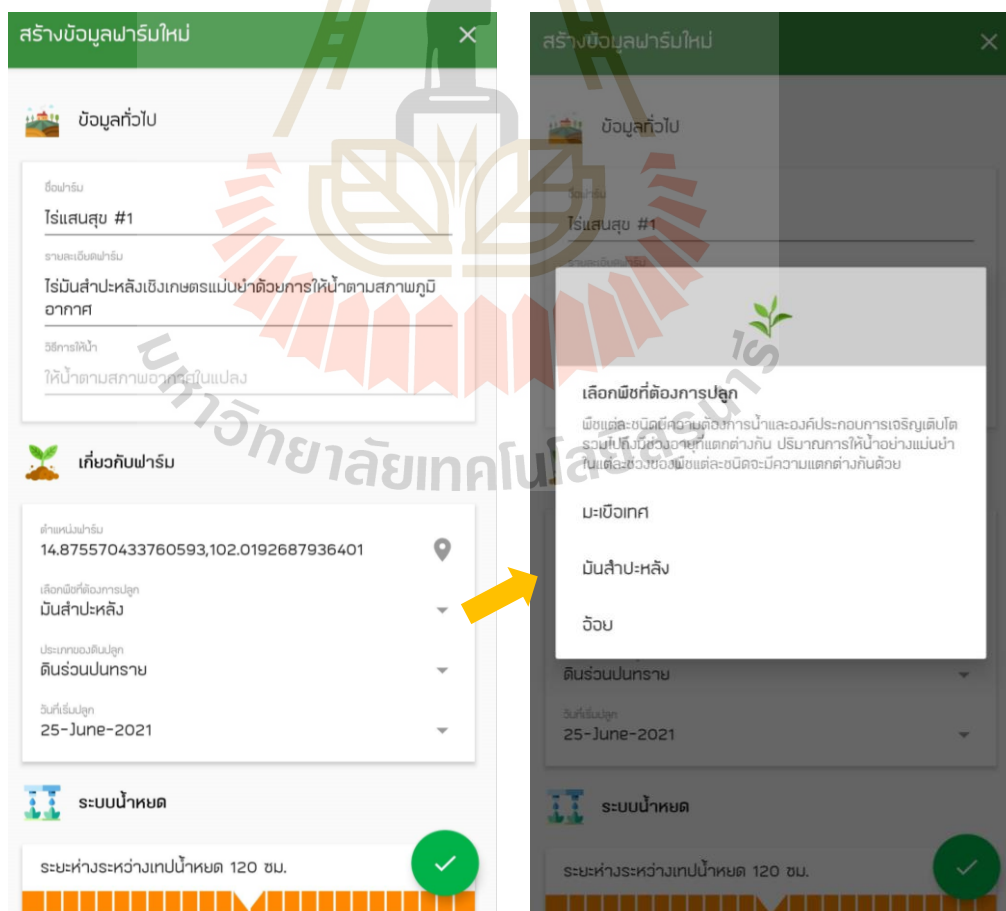 สร้างข้อมูลฟาร์มใหม่
ข้อมูลทั่วไป
ชื่อฟาร์ม
ไร่แสนสุข #1
รายละเอียดฟาร์ม
ไร่มันสำปะหลังเชิงเกษตรแม่นยำด้วยการให้น้ำตามสภาพภูมิ
อากาศ
วิธีการให้น้ำ
ให้น้ำตามสภาพอากาศในแปลง
เกี่ยวกับฟาร์ม
ตำแหน่งฟาร์ม
14.875570433760593,102.0192687936401
เลือกพืชที่ต้องการปลูก
มันสำปะหลัง
ประเภทของดินปลูก
ดินร่วนปนทราย
วันที่เริ่มปลูก
25-June-2021
ระบบน้ำหยด
ระยะห่างระหว่างเทปน้ำหยด 120 ซม.
สร้างข้อมูลฟาร์มใหม่
ข้อมูลทั่วไป
ชื่อฟาร์ม
ไร่แสนสุข #1
รายละเอียดฟาร์ม
เลือกพืชที่ต้องการปลูก
พืชแต่ละชนิดมีความต้องการน้ำและองค์ประกอบการเจริญเติบโต
รวมไปถึงมีช่วงอายุที่แตกต่างกัน ปริมาณการให้น้ำอย่างแม่นยำ
ในแต่ละช่วงของพืชแต่ละชนิดจะมีความแตกต่างกันด้วย
มะเขือเทศ
มันสำปะหลัง
อ้อย
ดินร่วนปนทราย
วันที่เริ่มปลูก
25-June-2021
ระบบน้ำหยด
ระยะห่างระหว่างเทปน้ำหยด 120 ซม.
มหาวิทยาลัยเทคโนโลยีสุรนารี